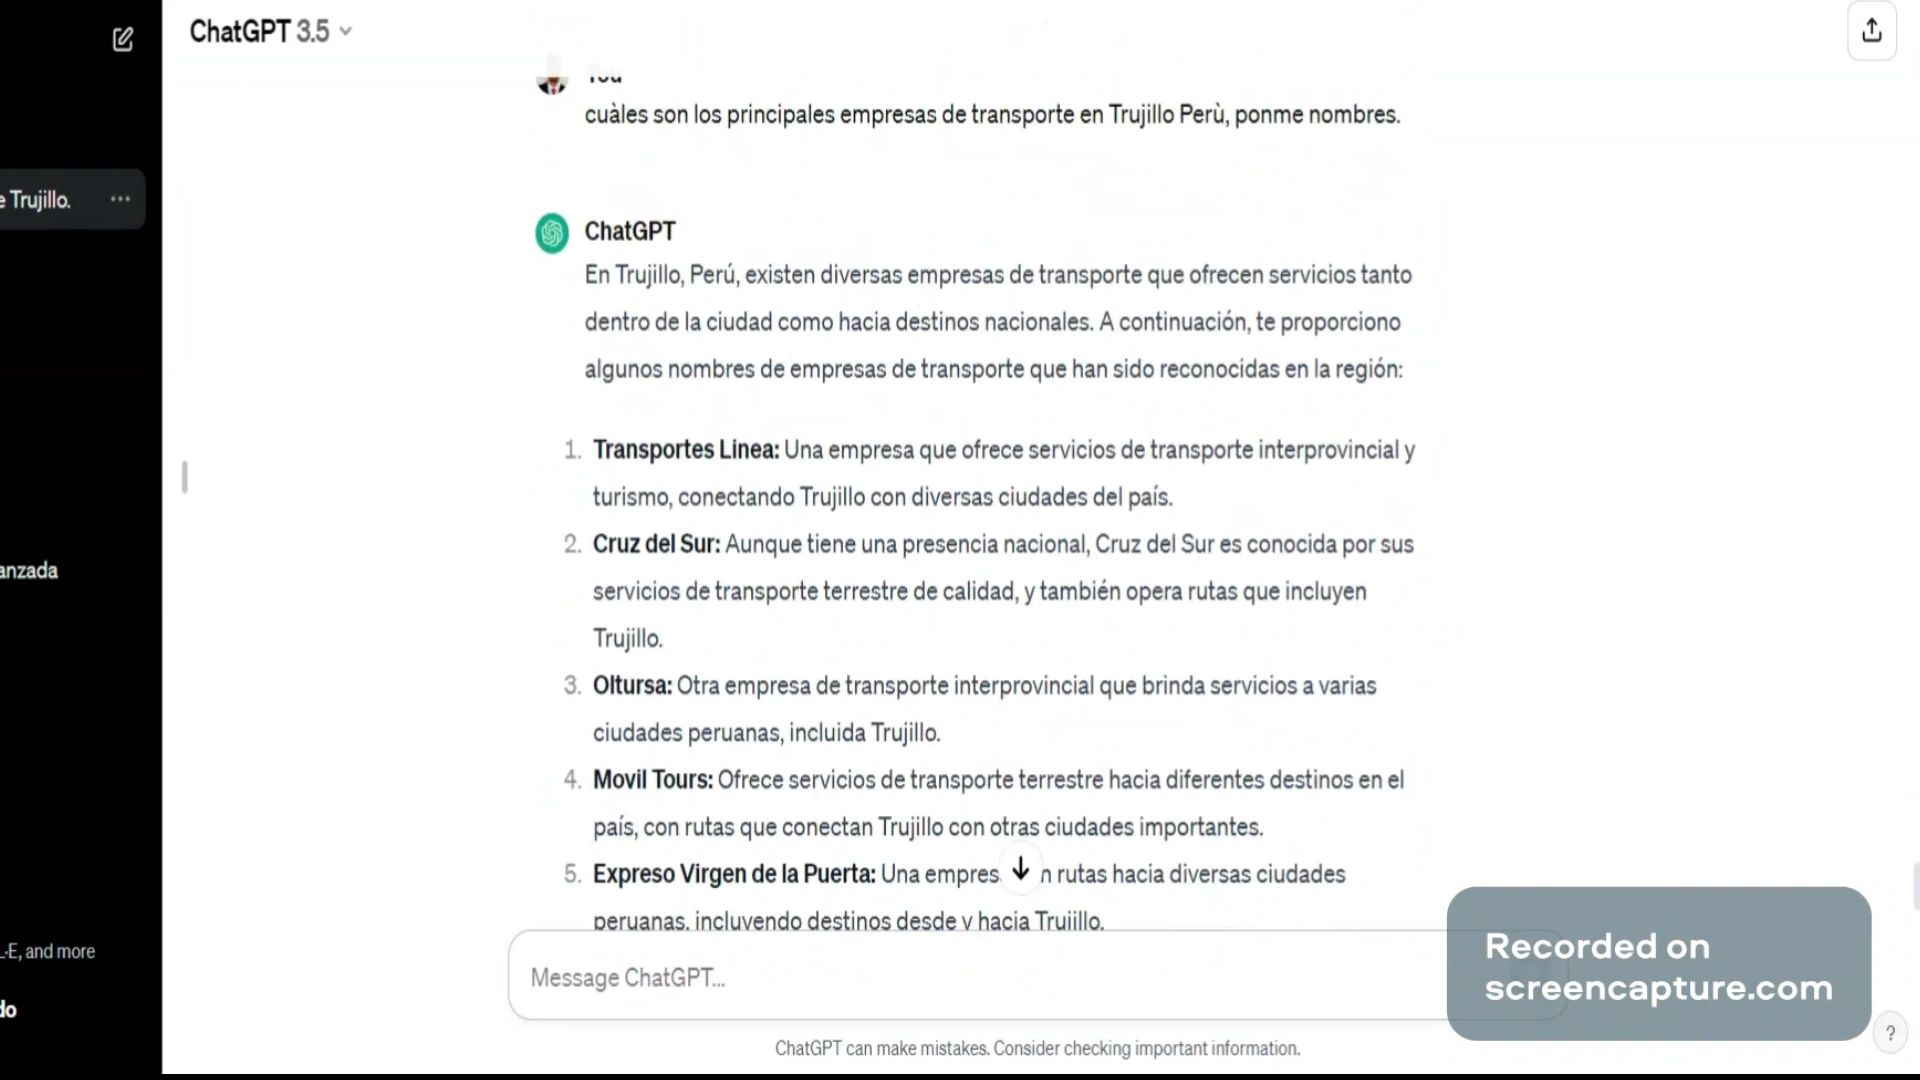 ChatGPT 3.5
You
cuàles son los principales empresas de transporte en Trujillo Perù, ponme nombres.
e Trujillo.
ChatGPT
En Trujillo, Perú, existen diversas empresas de transporte que ofrecen servicios tanto
dentro de la ciudad como hacia destinos nacionales. A continuación, te proporciono
algunos nombres de empresas de transporte que han sido reconocidas en la región:
1. Transportes Linea: Una empresa que ofrece servicios de transporte interprovincial y
turismo, conectando Trujillo con diversas ciudades del país.
2. Cruz del Sur: Aunque tiene una presencia nacional, Cruz del Sur es conocida por sus
servicios de transporte terrestre de calidad, y también opera rutas que incluyen
Trujillo.
3. Oltursa: Otra empresa de transporte interprovincial que brinda servicios a varias
ciudades peruanas, incluida Trujillo.
4. Movil Tours: Ofrece servicios de transporte terrestre hacia diferentes destinos en el
país, con rutas que conectan Trujillo con otras ciudades importantes.
5. Expreso Virgen de la Puerta: Una empres n rutas hacia diversas ciudades
peruanas, incluyendo destinos desde y hacia Trujillo.
anzada
L·E, and more
do
Message ChatGPT...
ChatGPT can make mistakes. Consider checking important information.
Recorded on
screencapture.com
?